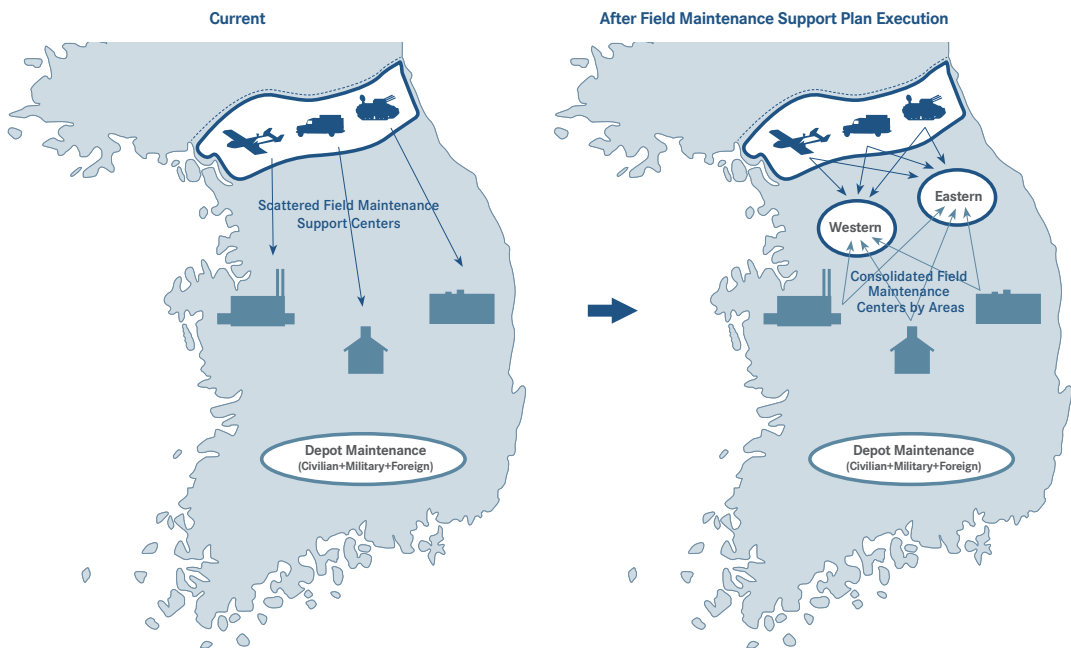 Current
Scattered Field Maintenance
Support Centers
Depot Maintenance
(Civilian+Military+Foreign)
After Field Maintenance Support Plan Execution
Eastern
Western
Consolidated Field
Maintenance
Centers by Areas
Depot Maintenance
(Civilian+Military+Foreign)